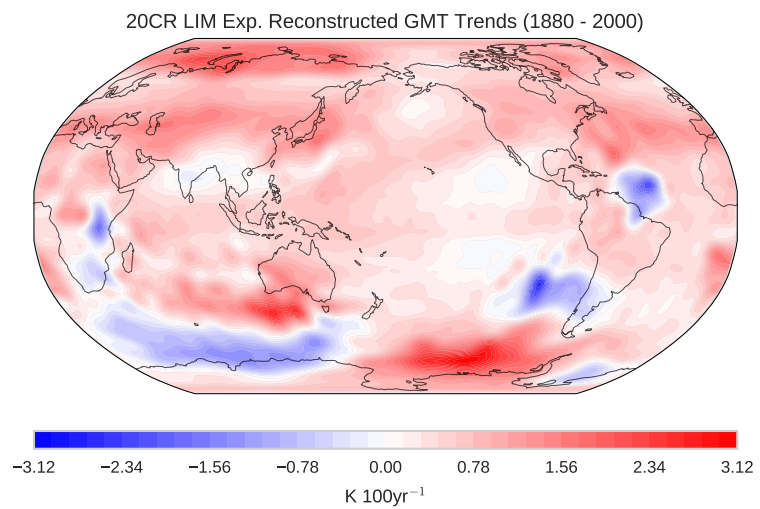 20CR LIM Exp. Reconstructed GMT Trends (1880 - 2000)
−3.12 −2.34 −1.56 −0.78 0.00 0.78 1.56 2.34 3.12
K 100yr⁻¹